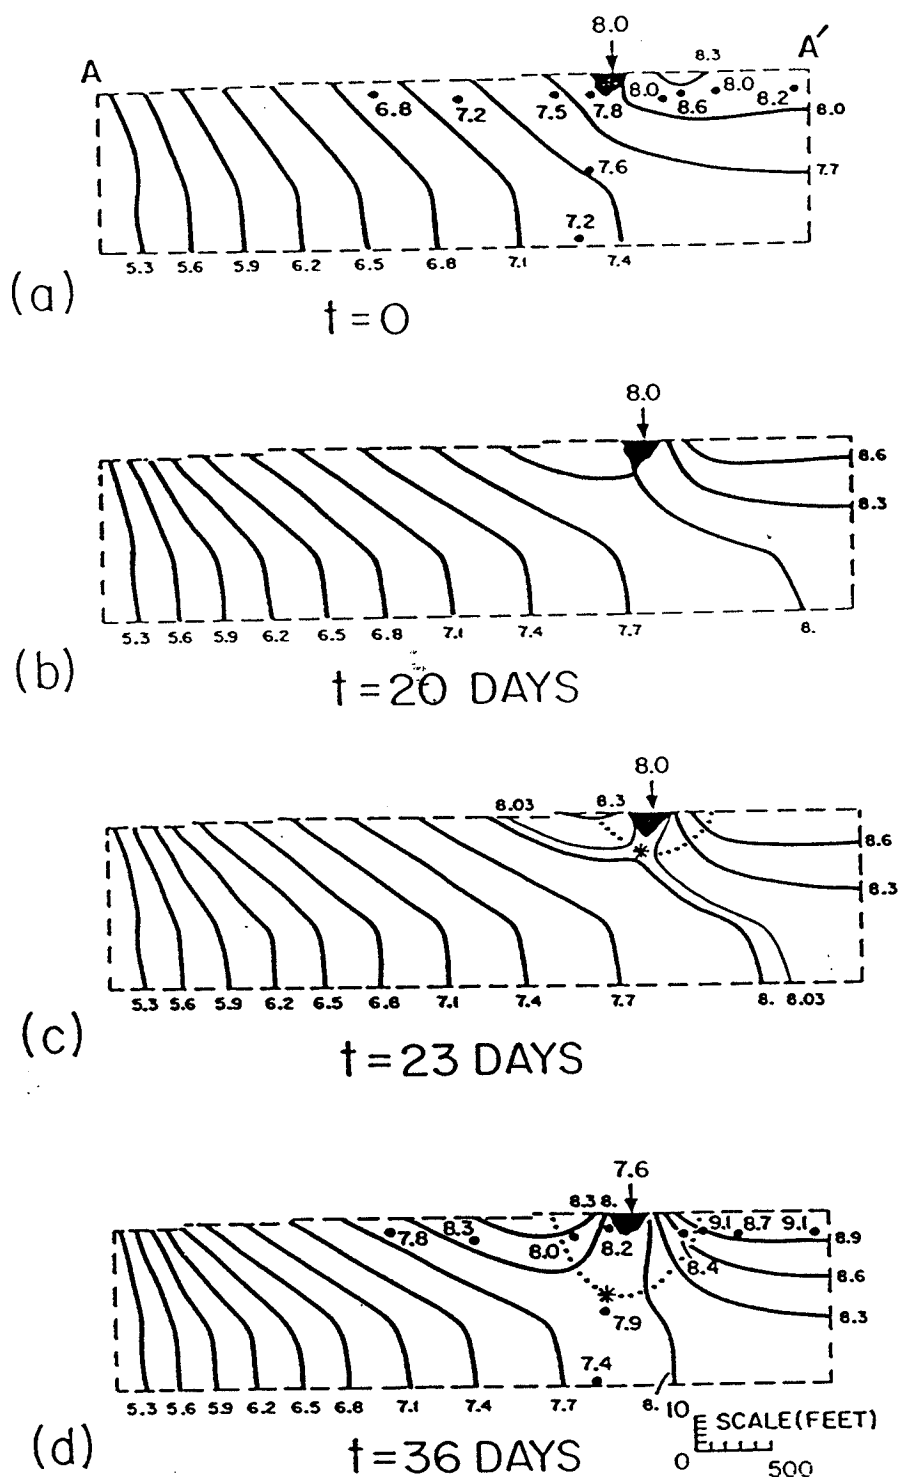 8.0
A
A′
8.3
6.8 7.2 7.5 7.8 8.0 8.6 8.0 8.2 8.0
7.6
7.7
7.2
5.3 5.6 5.9 6.2 6.5 6.8 7.1 7.4
(a)
t = 0
8.0
8.6
8.3
5.3 5.6 5.9 6.2 6.5 6.8 7.1 7.4 7.7 8.
(b)
t = 20 DAYS
8.0
8.03 8.3
8.6
8.3
5.3 5.6 5.9 6.2 6.5 6.8 7.1 7.4 7.7 8. 8.03
(c)
t = 23 DAYS
7.6
8.3 8.
7.8 8.3 8.0 8.2 9.1 8.7 9.1 8.9
8.4
8.6
8.3
7.9
7.4
5.3 5.6 5.9 6.2 6.5 6.8 7.1 7.4 7.7 8.
10
SCALE (FEET)
0 500
(d)
t = 36 DAYS